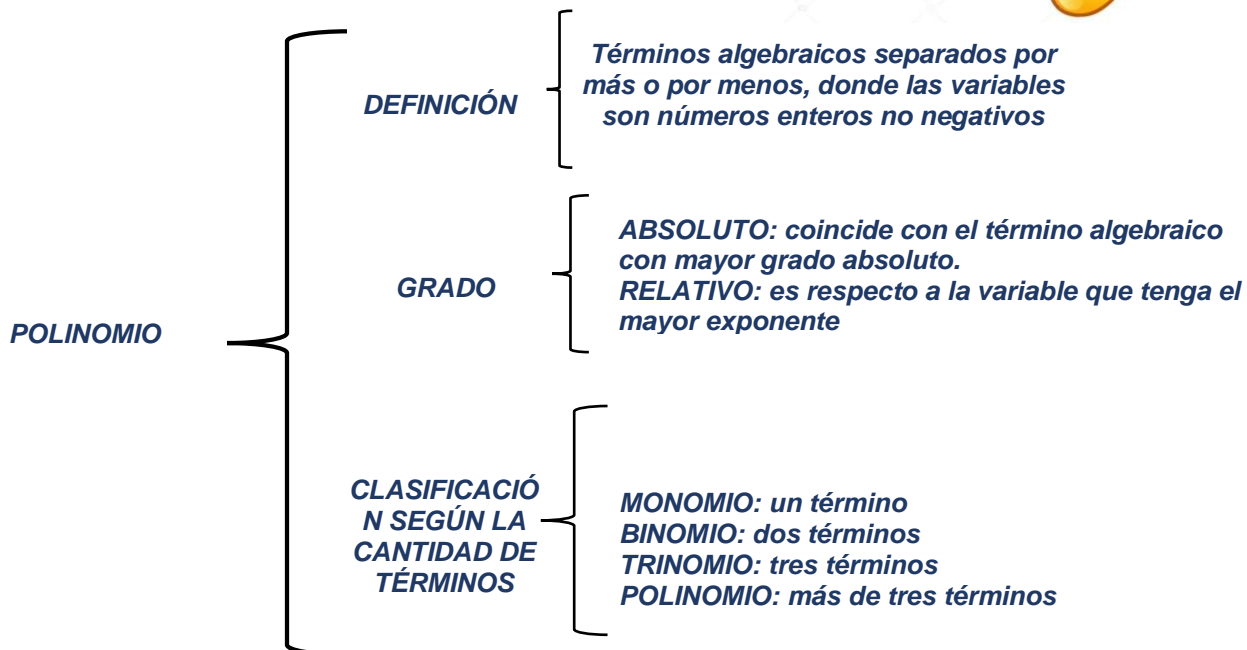 POLINOMIO
DEFINICIÓN
Términos algebraicos separados por
más o por menos, donde las variables
son números enteros no negativos
GRADO
ABSOLUTO: coincide con el término algebraico
con mayor grado absoluto.
RELATIVO: es respecto a la variable que tenga el
mayor exponente
CLASIFICACIÓ
N SEGÚN LA
CANTIDAD DE
TÉRMINOS
MONOMIO: un término
BINOMIO: dos términos
TRINOMIO: tres términos
POLINOMIO: más de tres términos